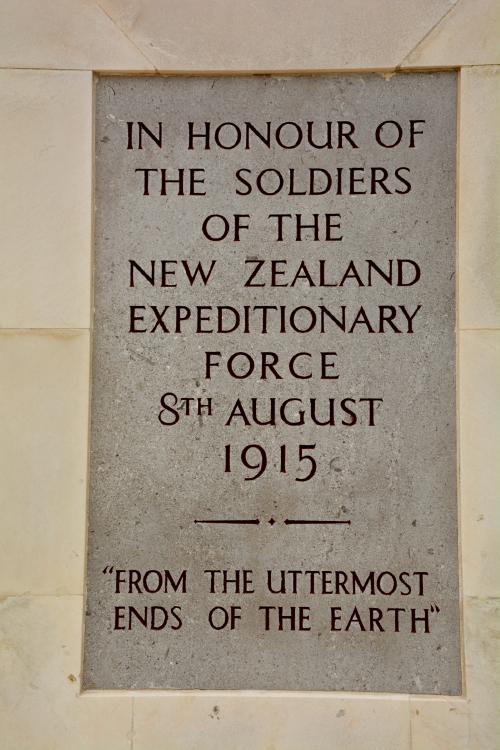 IN HONOUR OF
THE SOLDIERS
OF THE
NEW ZEALAND
EXPEDITIONARY
FORCE
8TH AUGUST
1915
“FROM THE UTTERMOST
ENDS OF THE EARTH“